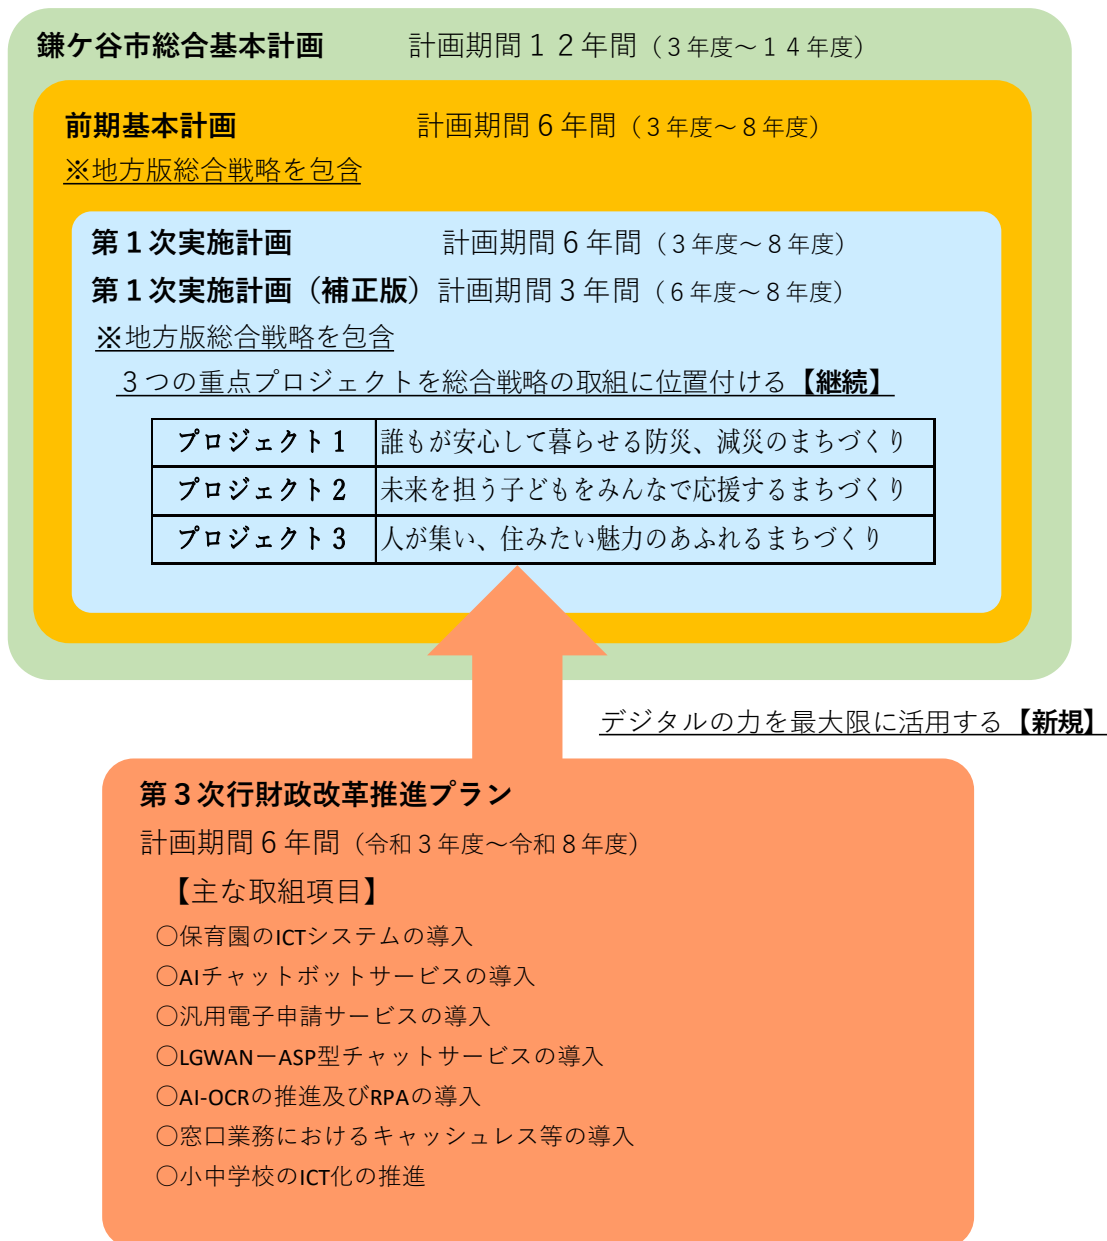 鎌ケ谷市総合基本計画　計画期間１２年間（３年度～１４年度）
前期基本計画　計画期間６年間（３年度～８年度）
※地方版総合戦略を包含
第１次実施計画　計画期間６年間（３年度～８年度）
第１次実施計画（補正版）計画期間３年間（６年度～８年度）
※地方版総合戦略を包含
３つの重点プロジェクトを総合戦略の取組に位置付ける【継続】
プロジェクト１　誰もが安心して暮らせる防災、減災のまちづくり
プロジェクト２　未来を担う子どもをみんなで応援するまちづくり
プロジェクト３　人が集い、住みたい魅力のあふれるまちづくり
デジタルの力を最大限に活用する【新規】
第３次行財政改革推進プラン
計画期間６年間（令和３年度～令和８年度）
【主な取組項目】
〇保育園のICTシステムの導入
〇AIチャットボットサービスの導入
〇汎用電子申請サービスの導入
〇LGWANーASP型チャットサービスの導入
〇AI-OCRの推進及びRPAの導入
〇窓口業務におけるキャッシュレス等の導入
〇小中学校のICT化の推進